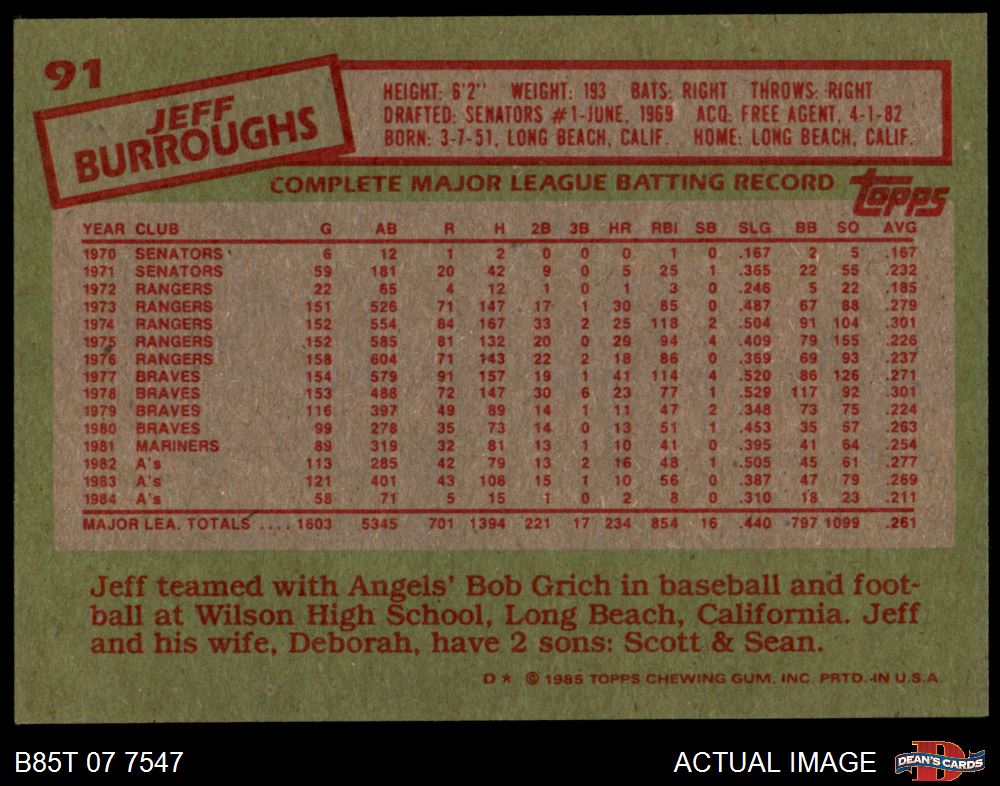 91
JEFF
BURROUGHS
HEIGHT: 6'2" WEIGHT: 193 BATS: RIGHT THROWS: RIGHT
DRAFTED: SENATORS #1-JUNE, 1969 ACQ: FREE AGENT, 4-1-82
BORN: 3-7-51, LONG BEACH, CALIF. HOME: LONG BEACH, CALIF.
COMPLETE MAJOR LEAGUE BATTING RECORD
topps
YEAR CLUB G AB R H 2B 3B HR RBI SB SLG BB SO AVG
1970 SENATORS 6 12 1 2 0 0 0 1 0 .167 2 5 .167
1971 SENATORS 59 181 20 42 9 0 5 25 1 .365 22 55 .232
1972 RANGERS 22 65 4 12 1 0 1 3 0 .246 5 22 .185
1973 RANGERS 151 526 71 147 17 1 30 85 0 .487 67 88 .279
1974 RANGERS 152 554 84 167 33 2 25 118 2 .504 91 104 .301
1975 RANGERS 152 585 81 132 20 0 29 94 4 .409 79 155 .226
1976 RANGERS 158 604 71 143 22 2 18 86 0 .369 69 93 .237
1977 BRAVES 154 579 91 157 19 1 41 114 4 .520 86 126 .271
1978 BRAVES 153 488 72 147 30 6 23 77 1 .529 117 92 .301
1979 BRAVES 116 397 49 89 14 1 11 47 2 .348 73 75 .224
1980 BRAVES 99 278 35 73 14 0 13 51 1 .453 35 57 .263
1981 MARINERS 89 319 32 81 13 1 10 41 0 .395 41 64 .254
1982 A's 113 285 42 79 13 2 16 48 1 .505 45 61 .277
1983 A's 121 401 43 108 15 1 10 56 0 .387 47 79 .269
1984 A's 58 71 5 15 1 0 2 8 0 .310 18 23 .211
MAJOR LEA. TOTALS .... 1603 5345 701 1394 221 17 234 854 16 .440 797 1099 .261
Jeff teamed with Angels' Bob Grich in baseball and foot-
ball at Wilson High School, Long Beach, California. Jeff
and his wife, Deborah, have 2 sons: Scott & Sean.
D* © 1985 TOPPS CHEWING GUM, INC. PRTD. IN U.S.A.
B85T 07 7547
ACTUAL IMAGE
D
DEAN'S CARDS